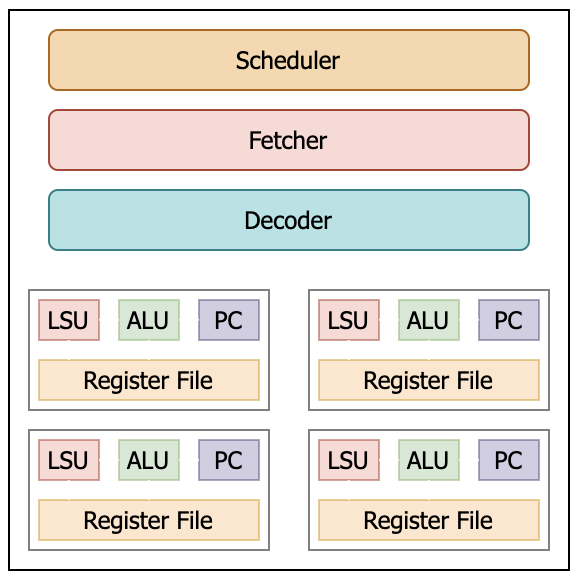 Scheduler
Fetcher
Decoder
LSU ALU PC
Register File
LSU ALU PC
Register File
LSU ALU PC
Register File
LSU ALU PC
Register File